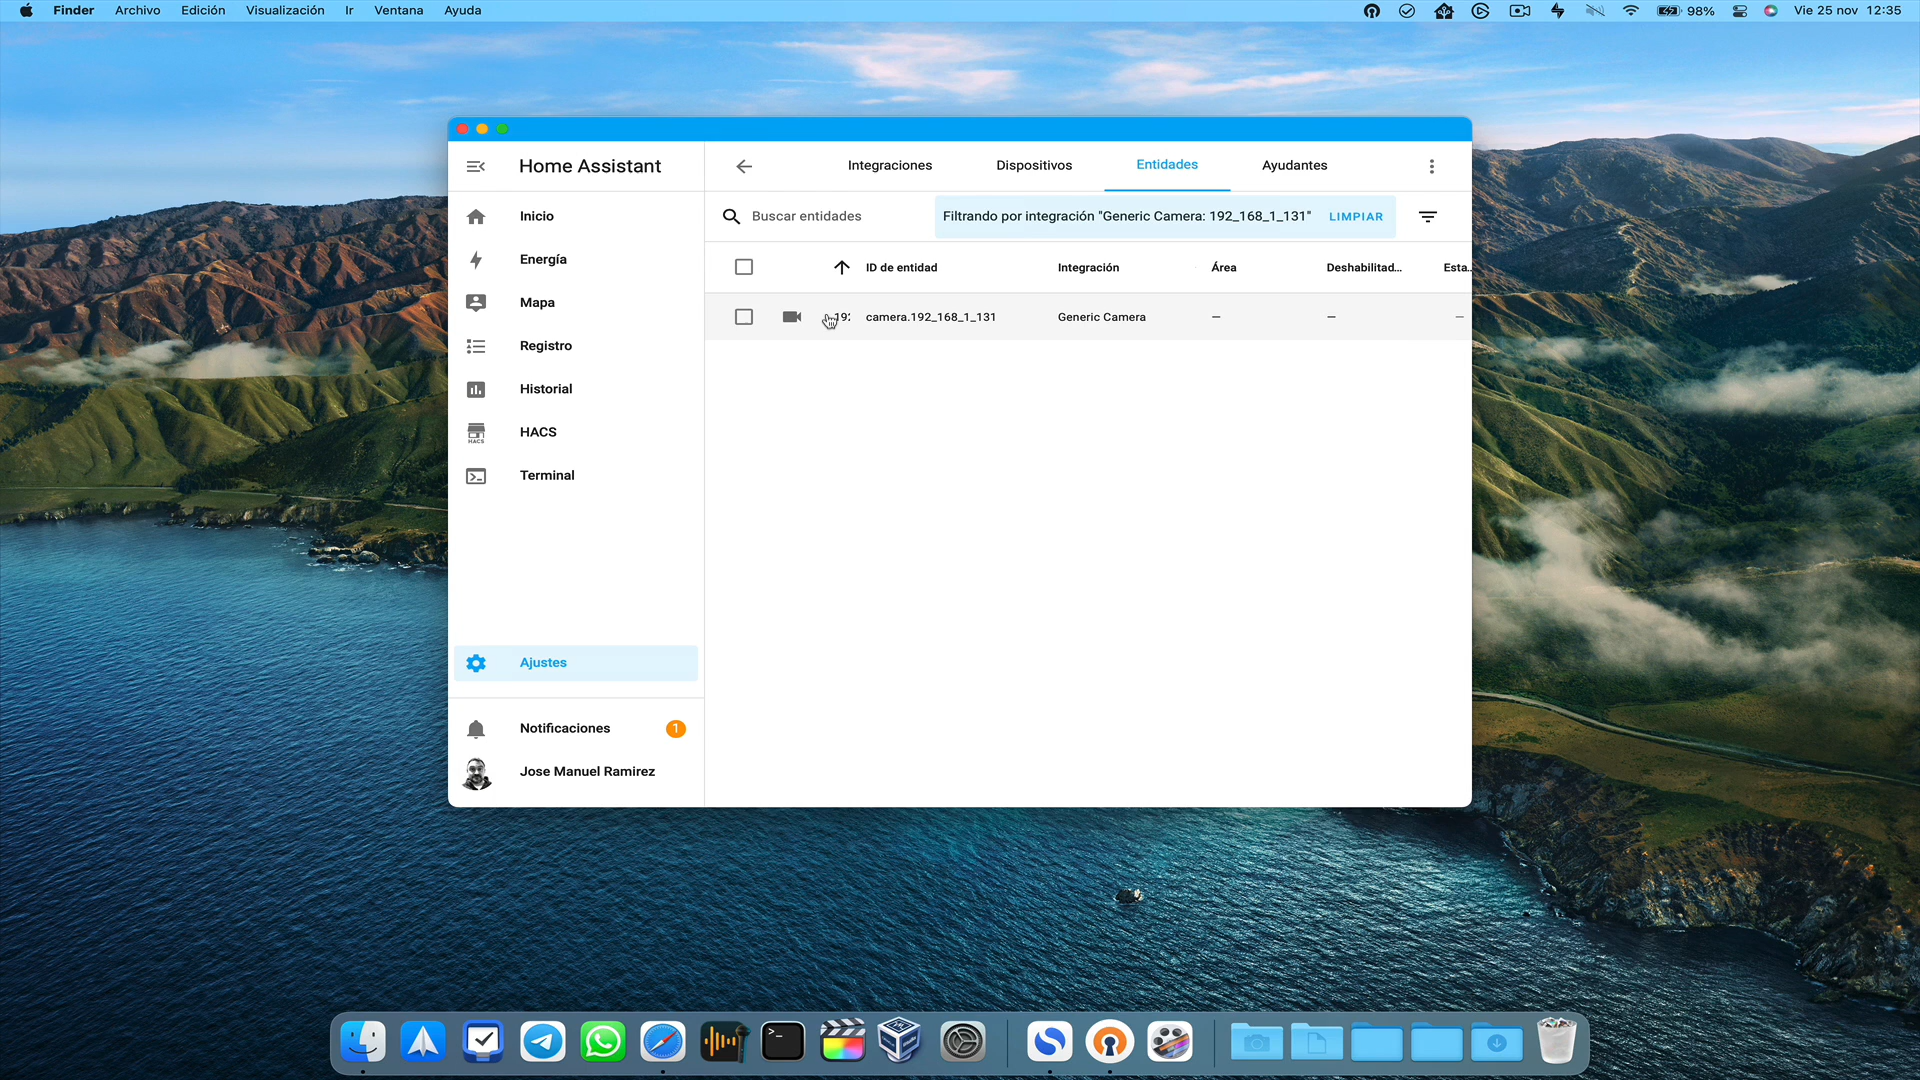 Finder Archivo Edición Visualización Ir Ventana Ayuda 98% Vie 25 nov 12:35
Home Assistant
Integraciones Dispositivos Entidades Ayudantes
Inicio
Energía
Mapa
Registro
Historial
HACS
HACS
Terminal
Ajustes
Notificaciones 1
Jose Manuel Ramirez
Buscar entidades Filtrando por integración "Generic Camera: 192_168_1_131" LIMPIAR
ID de entidad Integración Área Deshabilitad... Esta...
192 camera.192_168_1_131 Generic Camera — — —